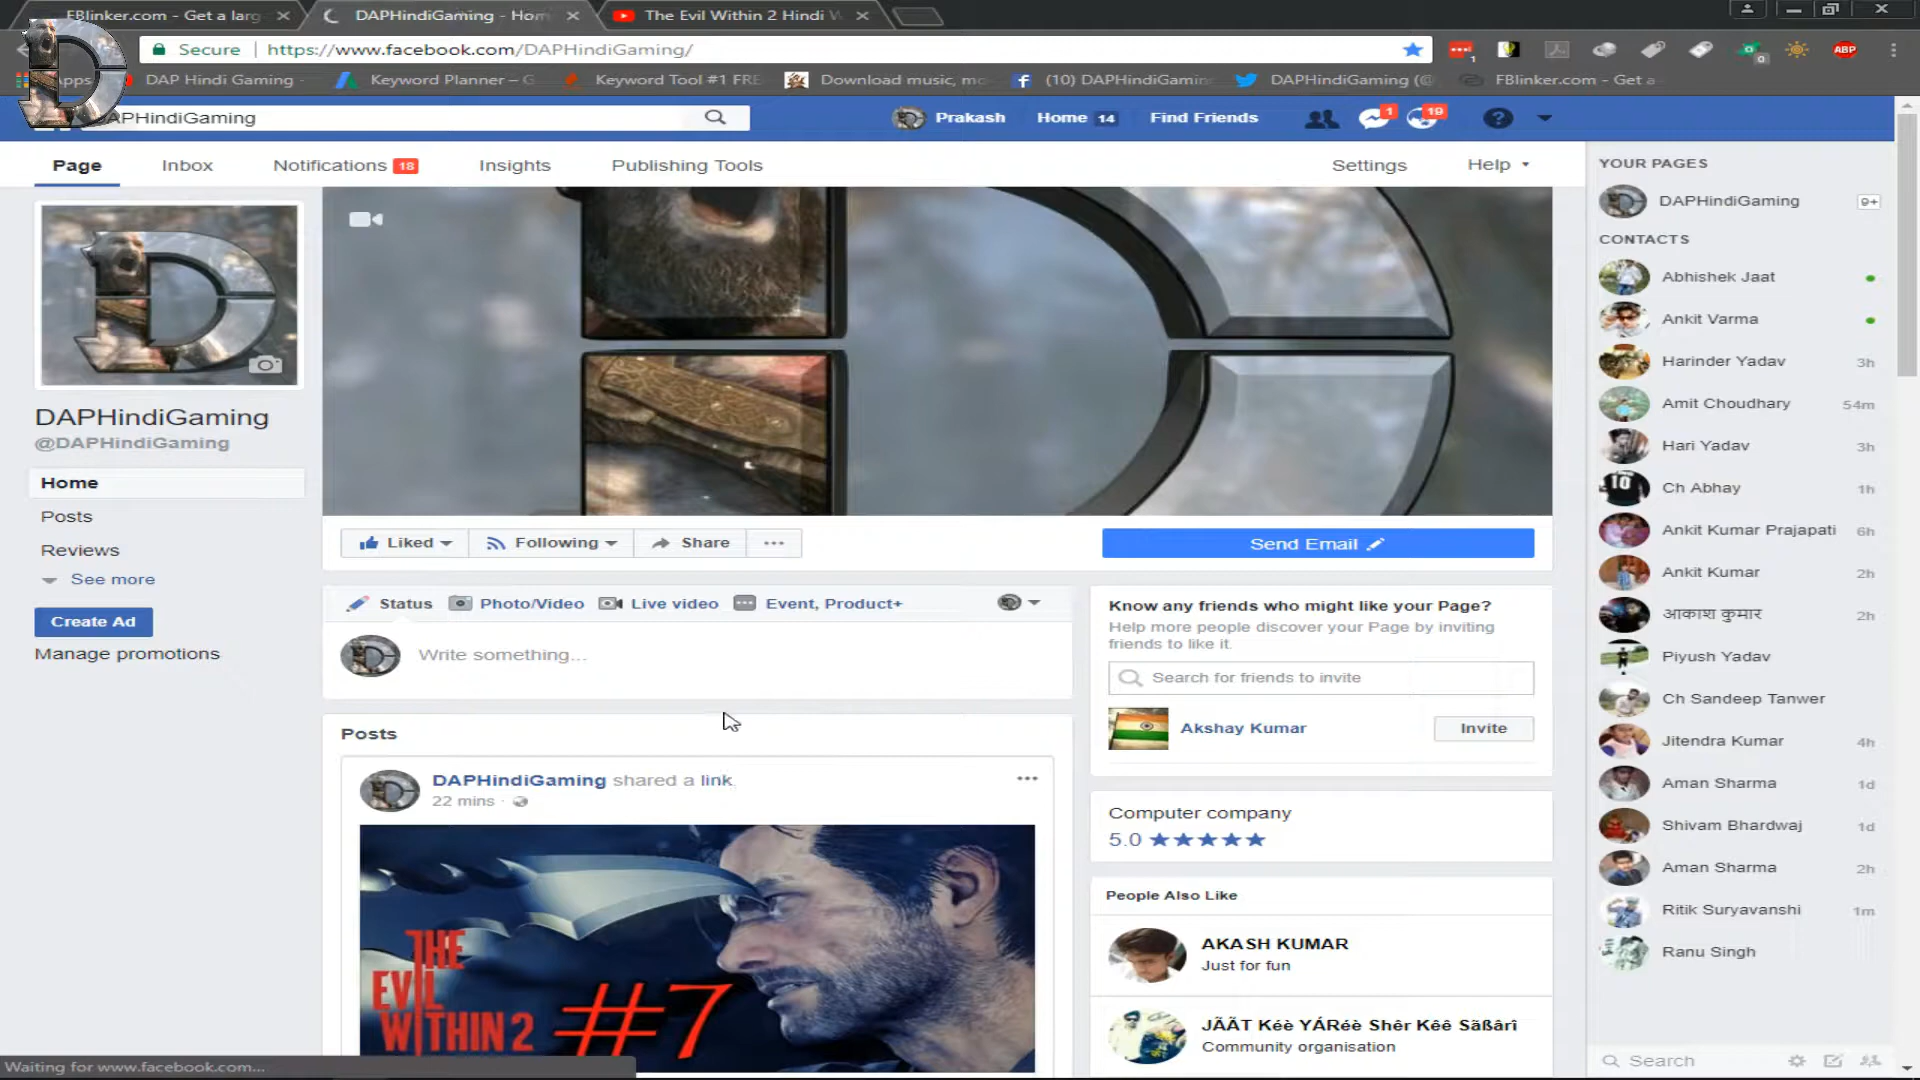 FBlinker.com - Get a larg
DAPHindiGaming - Hom
The Evil Within 2 Hindi W
Secure
https://www.facebook.com/DAPHindiGaming/
ABP
Apps
DAP Hindi Gaming -
Keyword Planner – G
Keyword Tool #1 FRE
Download music, mo
(10) DAPHindiGaming
DAPHindiGaming (@
FBlinker.com - Get a
DAPHindiGaming
Prakash
Home 14
Find Friends
1
19
Page
Inbox
Notifications 18
Insights
Publishing Tools
Settings
Help
DAPHindiGaming
@DAPHindiGaming
Home
Posts
Reviews
See more
Create Ad
Manage promotions
Liked
Following
Share
Send Email
Status
Photo/Video
Live video
Event, Product+
Write something...
Posts
DAPHindiGaming shared a link.
22 mins ·
THE
EVIL
WITHIN 2
#7
Know any friends who might like your Page?
Help more people discover your Page by inviting
friends to like it.
Search for friends to invite
Akshay Kumar
Invite
Computer company
5.0 ★★★★★
People Also Like
AKASH KUMAR
Just for fun
JÃÃT Kéè YÁRéè Shêr Kêê Säßârî
Community organisation
YOUR PAGES
DAPHindiGaming 9+
CONTACTS
Abhishek Jaat
Ankit Varma
Harinder Yadav 3h
Amit Choudhary 54m
Hari Yadav 3h
Ch Abhay 1h
Ankit Kumar Prajapati 6h
Ankit Kumar 2h
आकाश कुमार 2h
Piyush Yadav
Ch Sandeep Tanwer
Jitendra Kumar 4h
Aman Sharma 1d
Shivam Bhardwaj 1d
Aman Sharma 2h
Ritik Suryavanshi 1m
Ranu Singh
Search
Waiting for www.facebook.com...